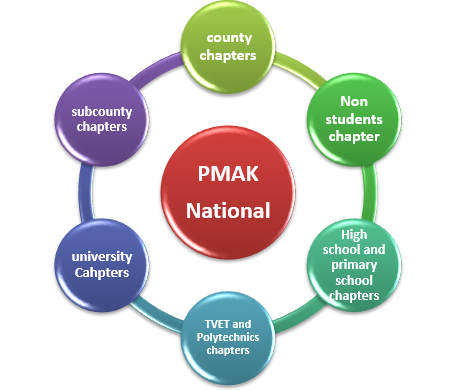 county
chapters
Non
students
chapter
High
school and
primary
school
chapters
TVET and
Polytechnics
chapters
university
Cahpters
subcounty
chapters
PMAK
National